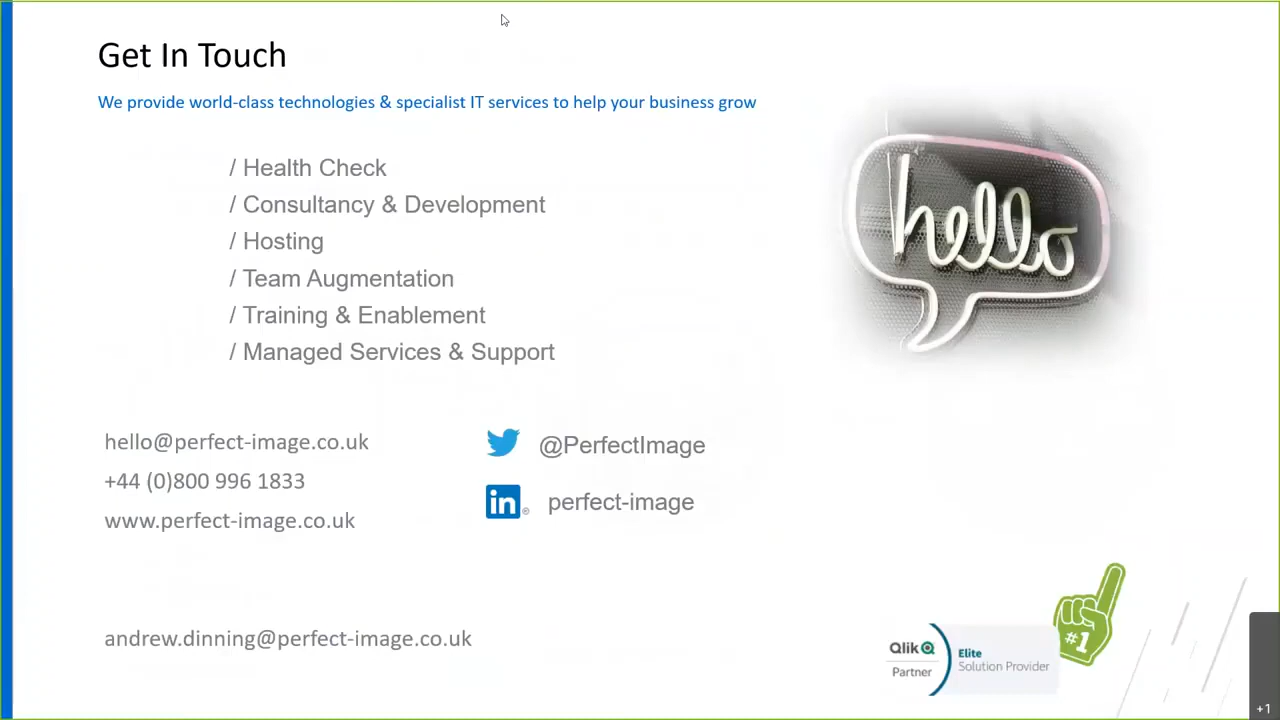 Get In Touch
We provide world-class technologies & specialist IT services to help your business grow
/ Health Check
/ Consultancy & Development
/ Hosting
/ Team Augmentation
/ Training & Enablement
/ Managed Services & Support
hello
hello@perfect-image.co.uk
+44 (0)800 996 1833
www.perfect-image.co.uk
@PerfectImage
in®
perfect-image
andrew.dinning@perfect-image.co.uk
Qlik
Partner
Elite
Solution Provider
#1
+1